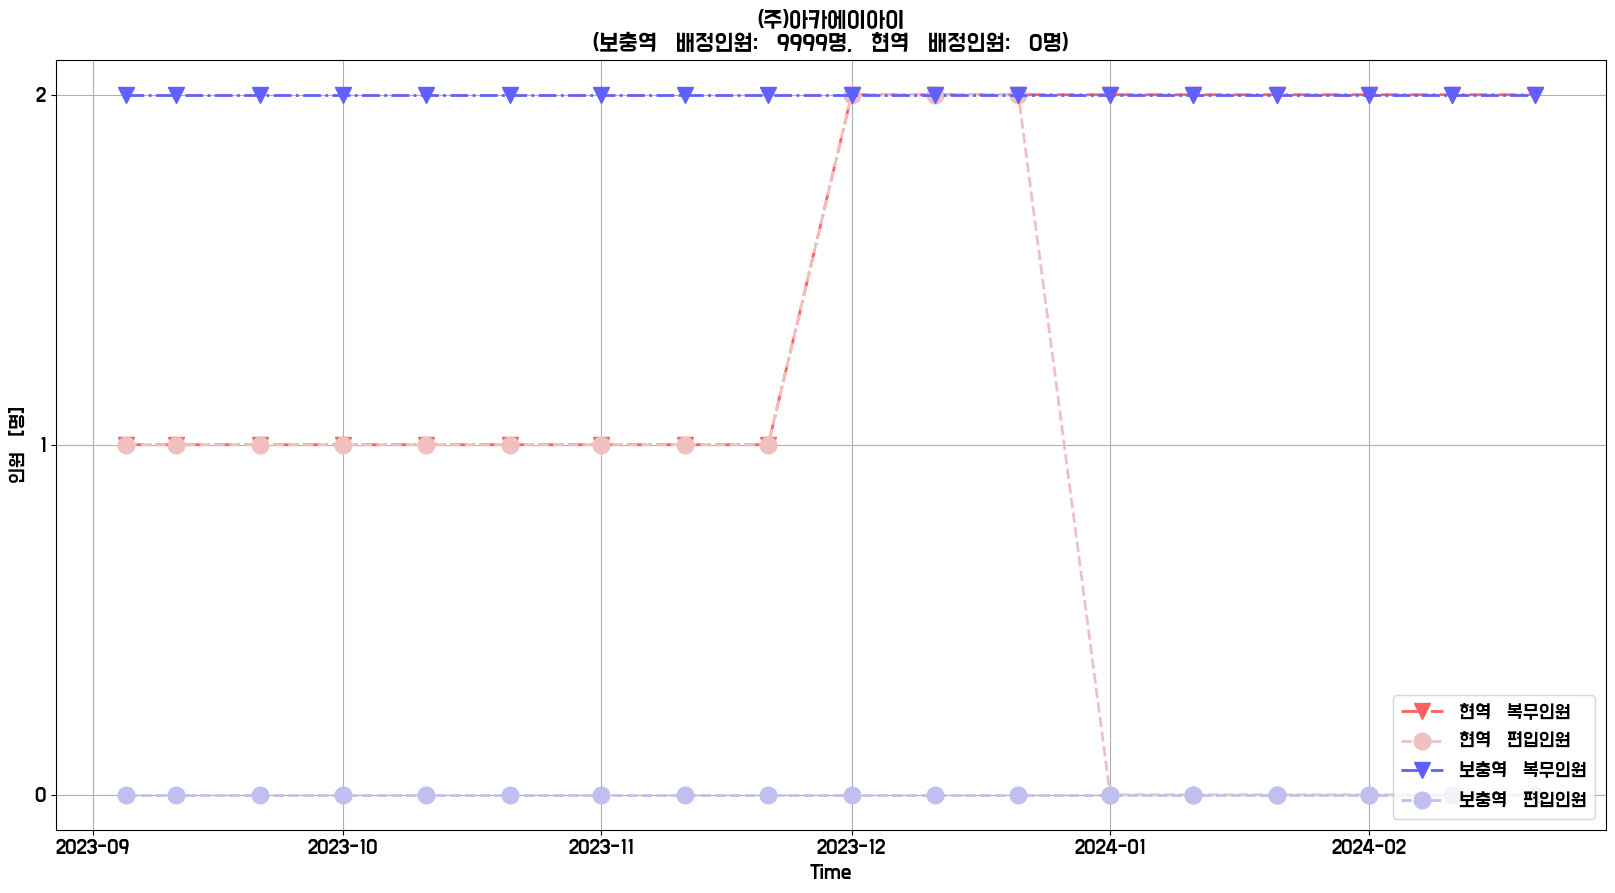 (주)아카에이아이
(보충역 배정인원: 9999명, 현역 배정인원: 0명)
2
1
0
인원 [명]
2023-09
2023-10
2023-11
2023-12
2024-01
2024-02
Time
현역 복무인원
현역 편입인원
보충역 복무인원
보충역 편입인원